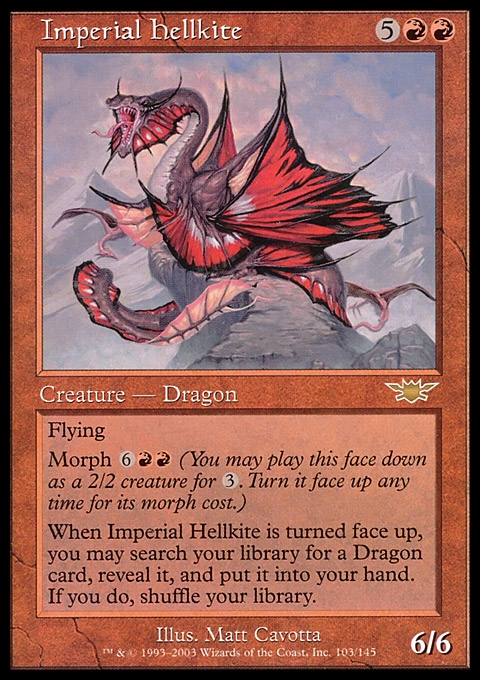 Imperial Hellkite 5
Creature — Dragon
Flying
Morph 6 (You may play this face down
as a 2/2 creature for 3. Turn it face up any
time for its morph cost.)
When Imperial Hellkite is turned face up,
you may search your library for a Dragon
card, reveal it, and put it into your hand.
If you do, shuffle your library.
Illus. Matt Cavotta
™ & © 1993–2003 Wizards of the Coast, Inc. 103/145
6/6